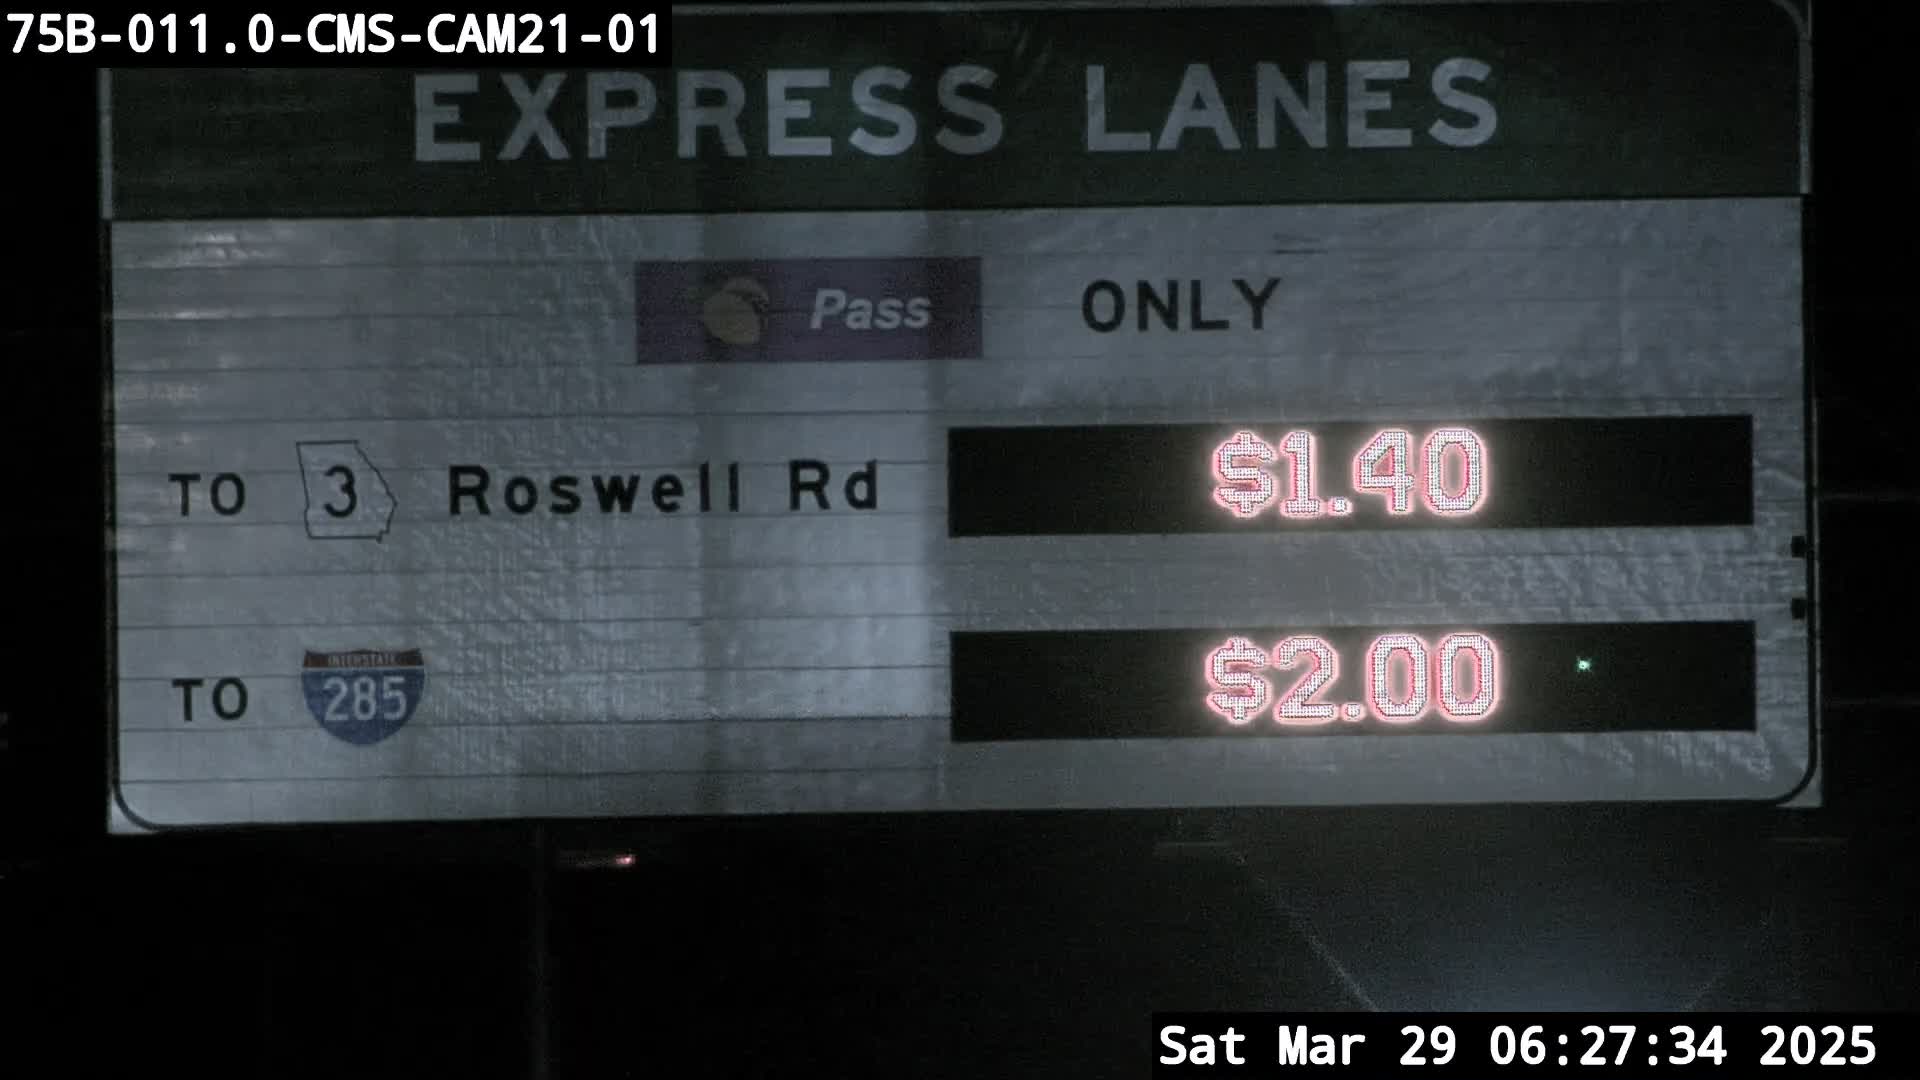 75B-011.0-CMS-CAM21-01
EXPRESS LANES
Pass ONLY
TO 3 Roswell Rd $1.40
INTERSTATE
TO 285 $2.00
Sat Mar 29 06:27:34 2025